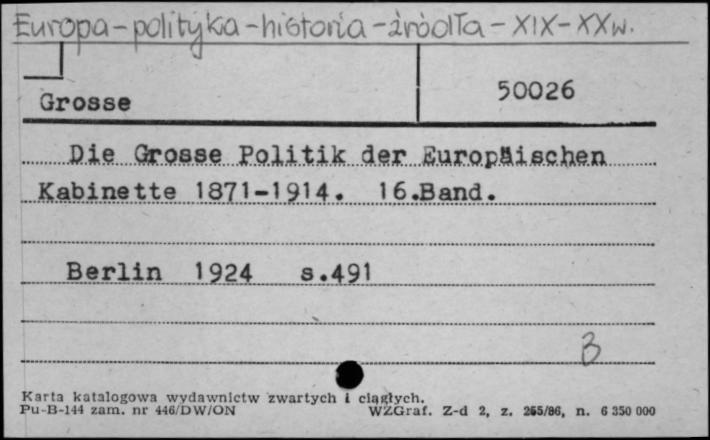 Europa-polityka-historia-źródła-XIX-XXw.
Grosse 50026
Die Grosse Politik der Europäischen
Kabinette 1871-1914. 16.Band.
Berlin 1924 s.491
B
Karta katalogowa wydawnictw zwartych i ciągłych.
Pu-B-144 zam. nr 446/DW/ON WZGraf. Z-d 2, z. 265/86, n. 6 350 000